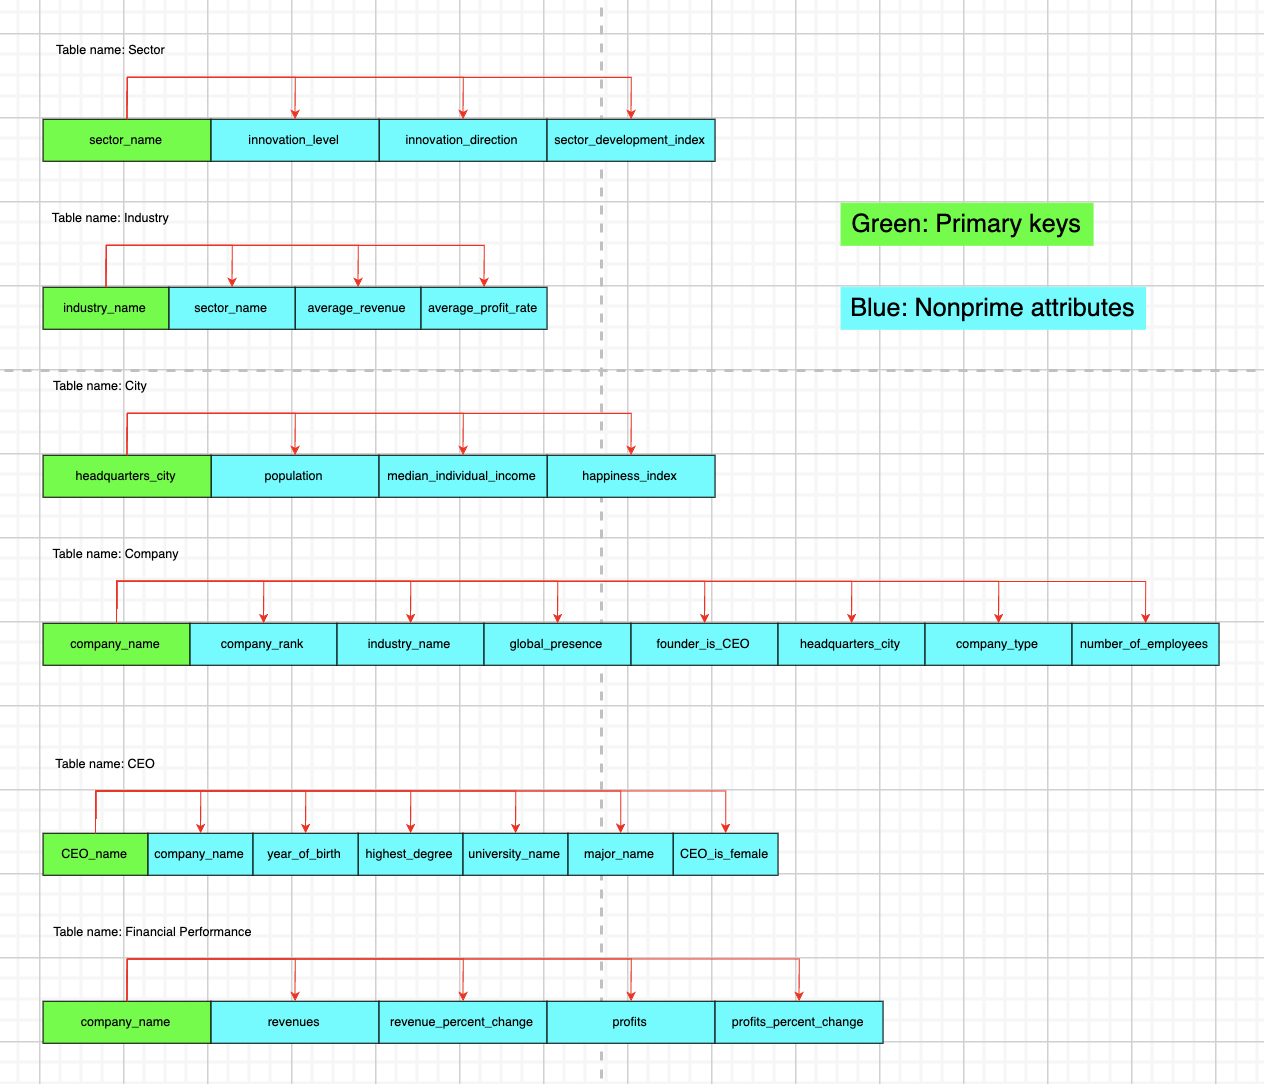 Table name: Sector
sector_name innovation_level innovation_direction sector_development_index
Table name: Industry
Green: Primary keys
industry_name sector_name average_revenue average_profit_rate
Blue: Nonprime attributes
Table name: City
headquarters_city population median_individual_income happiness_index
Table name: Company
company_name company_rank industry_name global_presence founder_is_CEO headquarters_city company_type number_of_employees
Table name: CEO
CEO_name company_name year_of_birth highest_degree university_name major_name CEO_is_female
Table name: Financial Performance
company_name revenues revenue_percent_change profits profits_percent_change